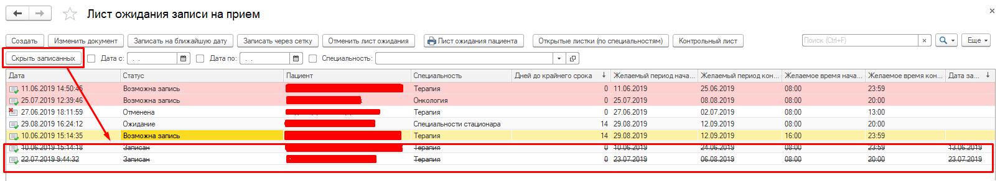 Лист ожидания записи на прием
Создать Изменить документ Записать на ближайшую дату Записать через сетку Отменить лист ожидания Лист ожидания пациента Открытые листки (по специальностям) Контрольный лист Поиск (Ctrl+F) Еще
Скрыть записанных Дата с: . . Дата по: . . Специальность:
Дата Статус Пациент Специальность Дней до крайнего срока Желаемый период нача... Желаемый период кон... Желаемое время нача... Желаемое время кон... Дата за...
11.06.2019 14:50:45 Возможна запись Терапия 0 11.06.2019 25.06.2019 08:00 23:59
25.07.2019 12:39:46 Возможна запись Онкология 0 25.07.2019 08.08.2019 08:00 20:00
27.06.2019 18:11:59 Отменена Терапия 0 27.06.2019 02.07.2019 08:00 13:00
29.08.2019 16:24:12 Ожидание Специальности стационара 14 29.08.2019 12.09.2019 08:00 20:00
10.06.2019 15:14:35 Возможна запись Терапия 14 29.08.2019 12.09.2019 16:00 23:59
10.06.2019 15:14:18 Записан Терапия 0 10.06.2019 24.06.2019 08:00 23:59 13.06.2019
22.07.2019 9:44:32 Записан Терапия 0 23.07.2019 06.08.2019 08:00 20:00 23.07.2019